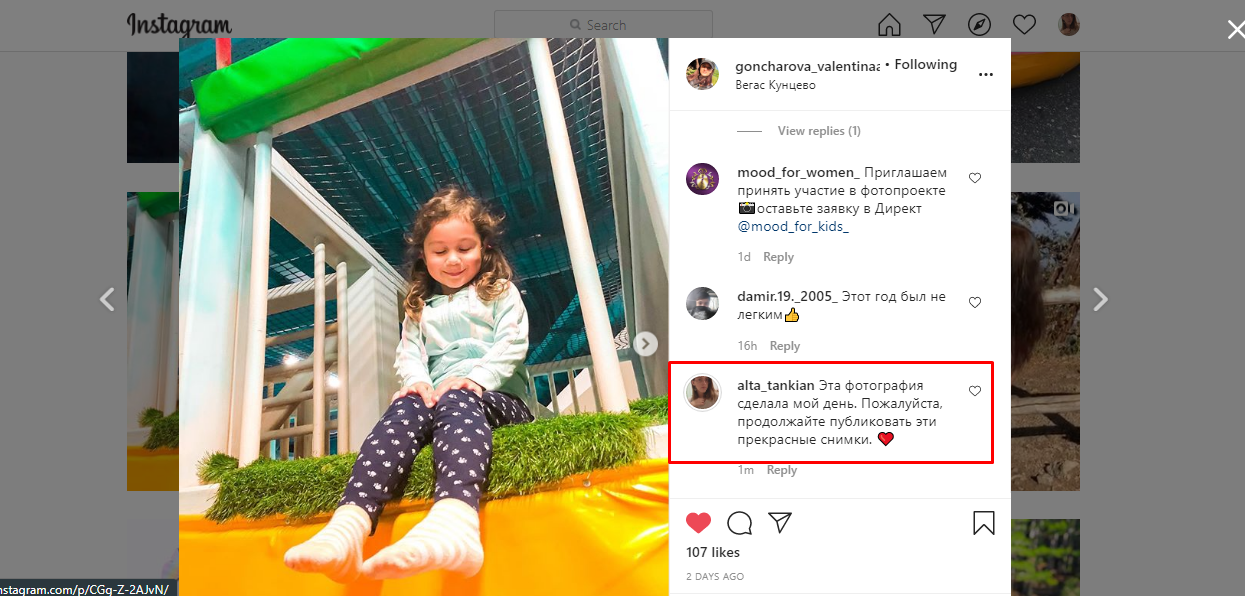 Instagram
Search
goncharova_valentinaa • Following
Вегас Кунцево
View replies (1)
mood_for_women_ Приглашаем
принять участие в фотопроекте
📸оставьте заявку в Директ
@mood_for_kids_
1d Reply
damir.19._2005_ Этот год был не
легким👍
16h Reply
alta_tankian Эта фотография
сделала мой день. Пожалуйста,
продолжайте публиковать эти
прекрасные снимки. ❤
1m Reply
107 likes
2 DAYS AGO
nstagram.com/p/CGq-Z-2AJvN/